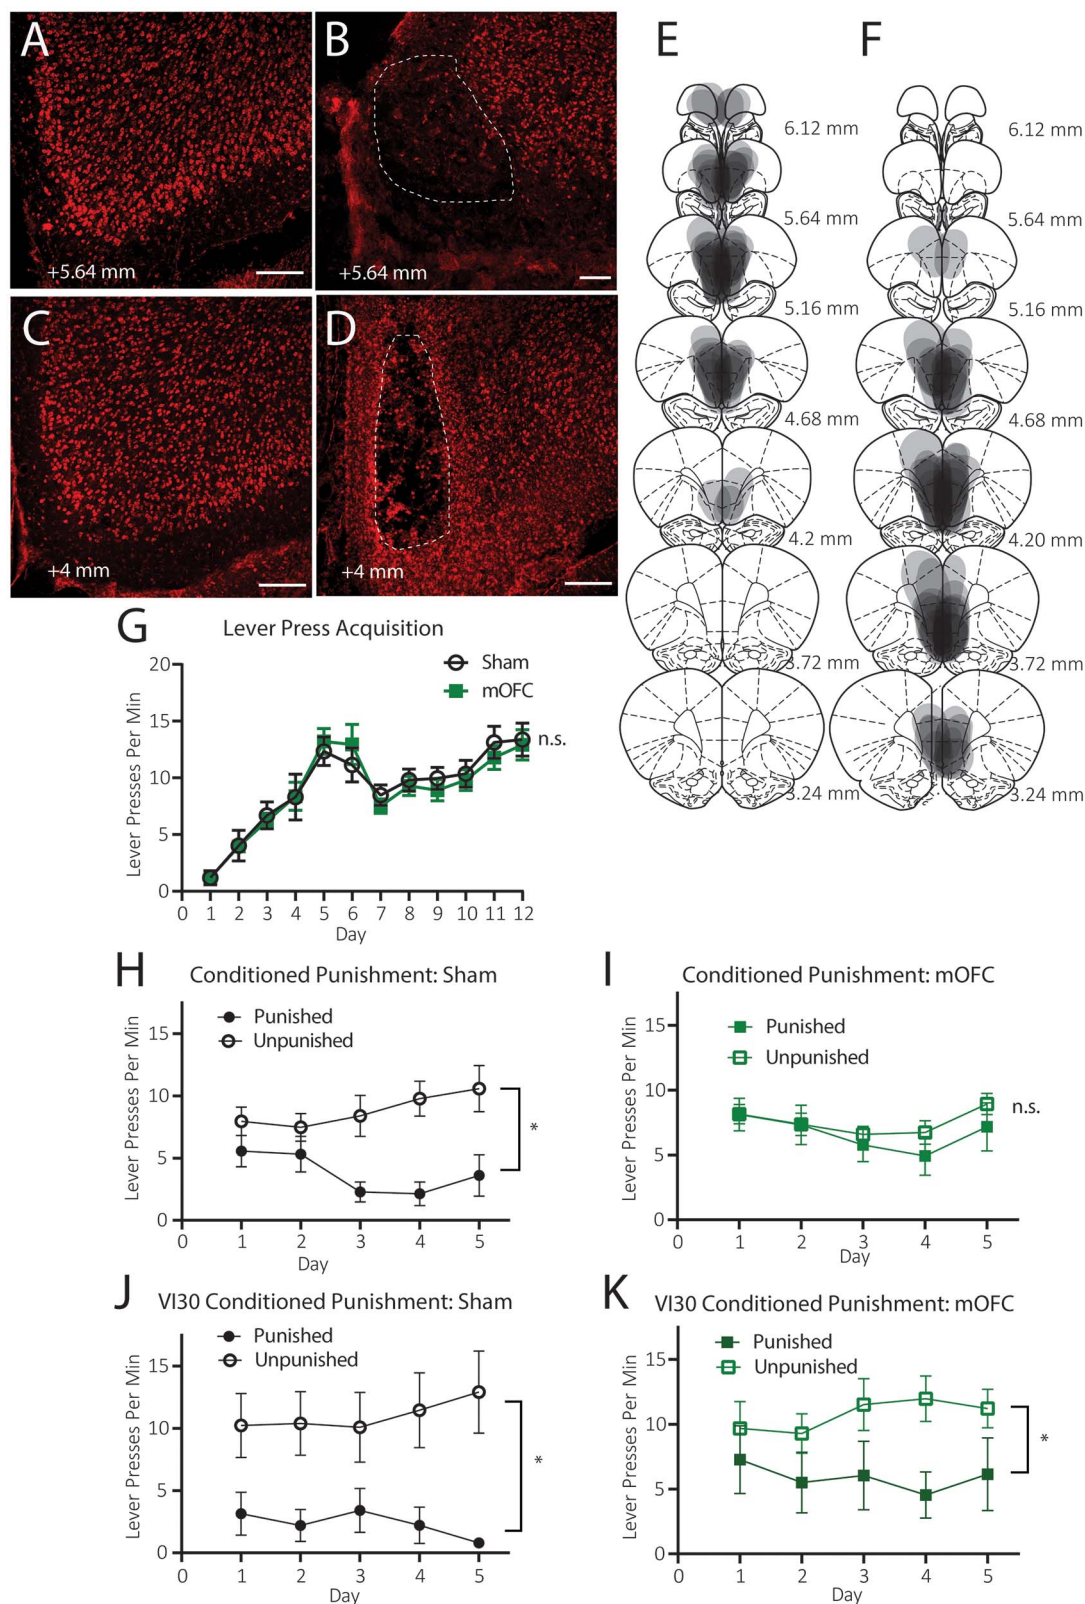 A
B
+5.64 mm
+5.64 mm
C
D
+4 mm
+4 mm
E
6.12 mm
5.64 mm
5.16 mm
4.68 mm
4.2 mm
3.72 mm
3.24 mm
F
6.12 mm
5.64 mm
5.16 mm
4.68 mm
4.20 mm
3.72 mm
3.24 mm
G
Lever Press Acquisition
Sham
mOFC
n.s.
Lever Presses Per Min
20
15
10
5
0
0 1 2 3 4 5 6 7 8 9 10 11 12
Day
H
Conditioned Punishment: Sham
Punished
Unpunished
Lever Presses Per Min
15
10
5
0
*
0 1 2 3 4 5
Day
I
Conditioned Punishment: mOFC
Punished
Unpunished
Lever Presses Per Min
15
10
5
0
n.s.
0 1 2 3 4 5
Day
J
VI30 Conditioned Punishment: Sham
Punished
Unpunished
Lever Presses Per Min
15
10
5
0
*
0 1 2 3 4 5
Day
K
VI30 Conditioned Punishment: mOFC
Punished
Unpunished
Lever Presses Per Min
15
10
5
0
*
0 1 2 3 4 5
Day